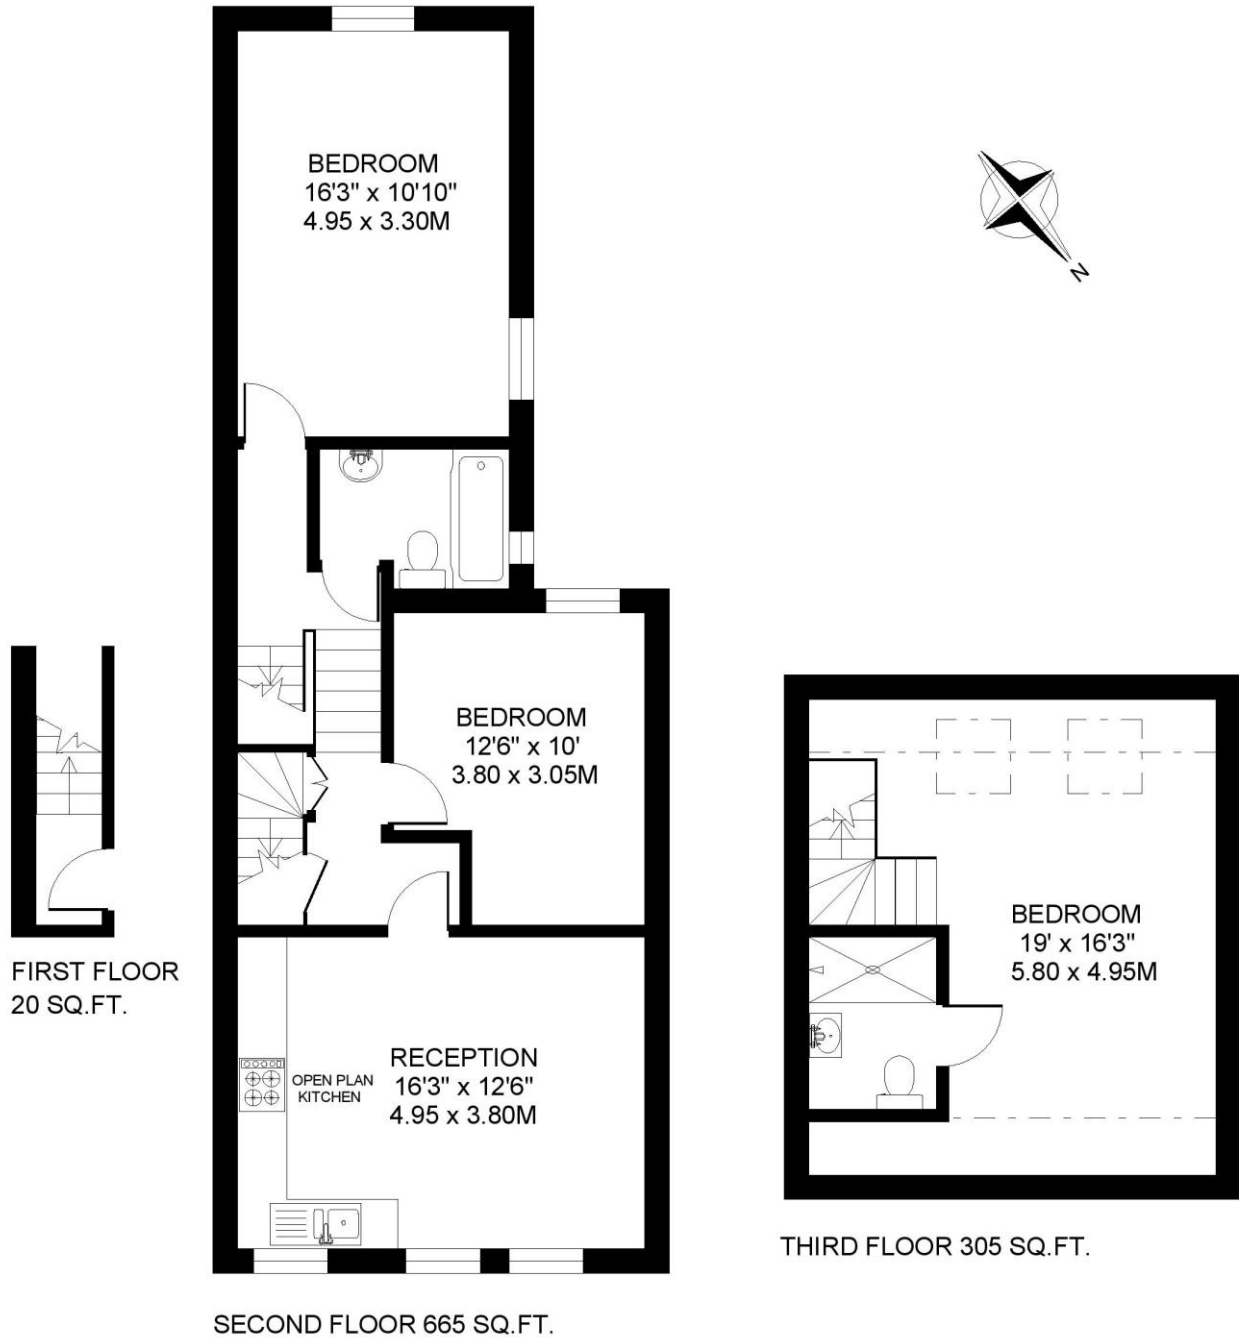 BEDROOM
16'3" x 10'10"
4.95 x 3.30M
N
BEDROOM
12'6" x 10'
3.80 x 3.05M
FIRST FLOOR
20 SQ.FT.
BEDROOM
19' x 16'3"
5.80 x 4.95M
RECEPTION
16'3" x 12'6"
4.95 x 3.80M
OPEN PLAN
KITCHEN
THIRD FLOOR 305 SQ.FT.
SECOND FLOOR 665 SQ.FT.